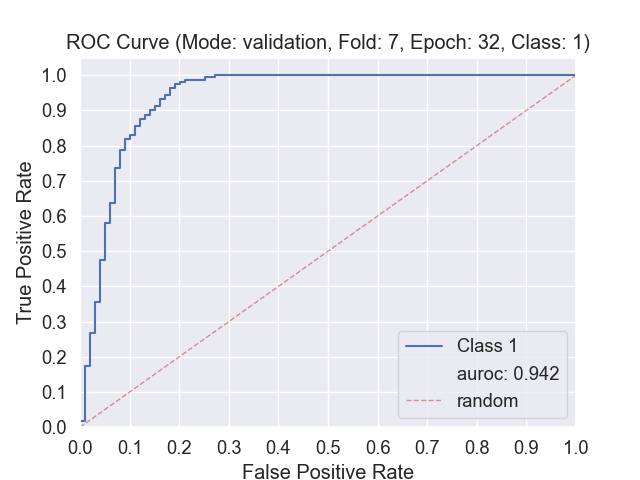 ROC Curve (Mode: validation, Fold: 7, Epoch: 32, Class: 1)
True Positive Rate
1.0
0.9
0.8
0.7
0.6
0.5
0.4
0.3
0.2
0.1
0.0
Class 1
auroc: 0.942
random
0.0 0.1 0.2 0.3 0.4 0.5 0.6 0.7 0.8 0.9 1.0
False Positive Rate